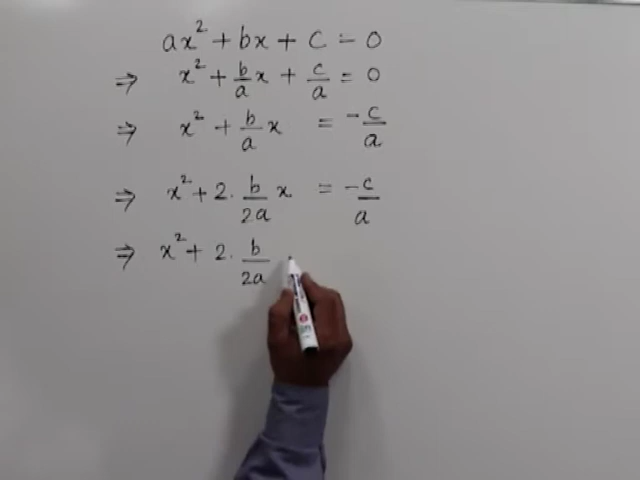 ax² + bx + c = 0
⇒ x² + b/a x + c/a = 0
⇒ x² + b/a x = -c/a
⇒ x² + 2. b/2a x = -c/a
⇒ x² + 2. b/2a